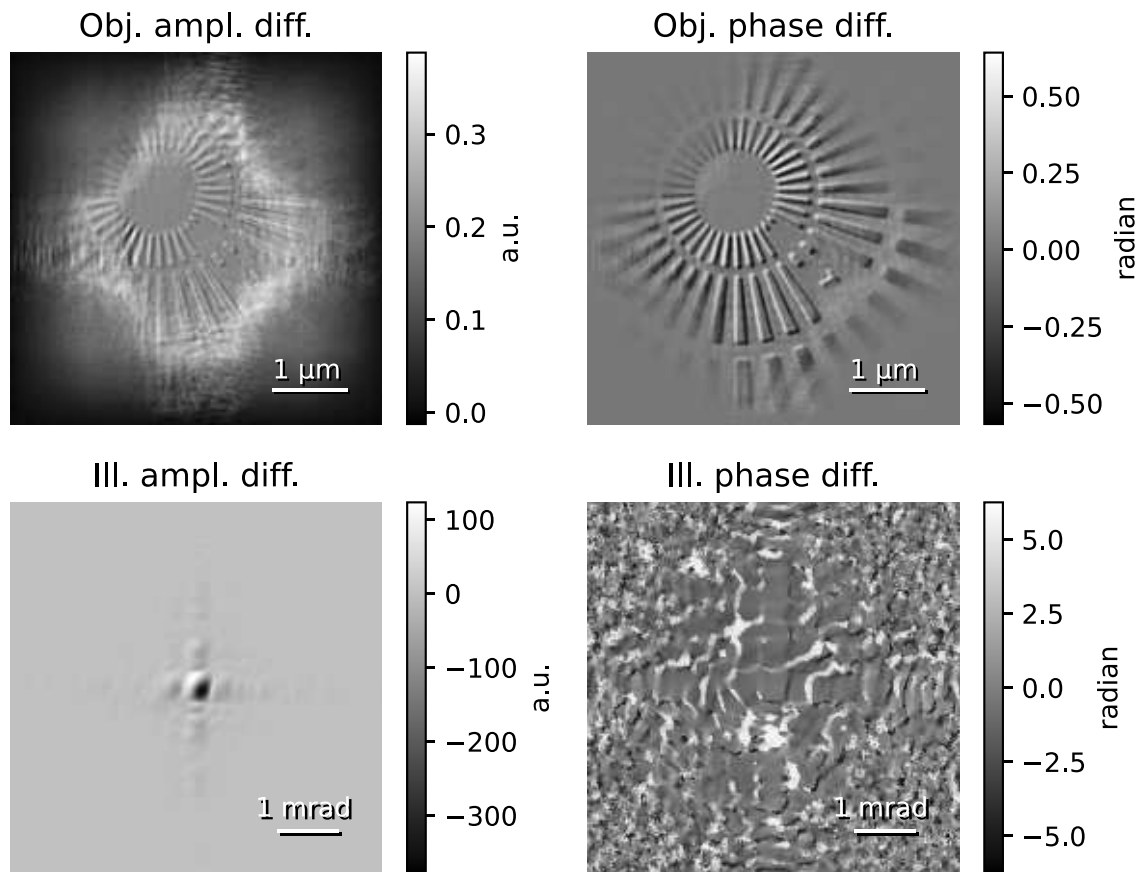 Obj. ampl. diff.
Obj. phase diff.
0.3
0.2
0.1
0.0
a.u.
1 μm
0.50
0.25
0.00
−0.25
−0.50
radian
1 μm
Ill. ampl. diff.
Ill. phase diff.
100
0
−100
−200
−300
a.u.
1 mrad
5.0
2.5
0.0
−2.5
−5.0
radian
1 mrad